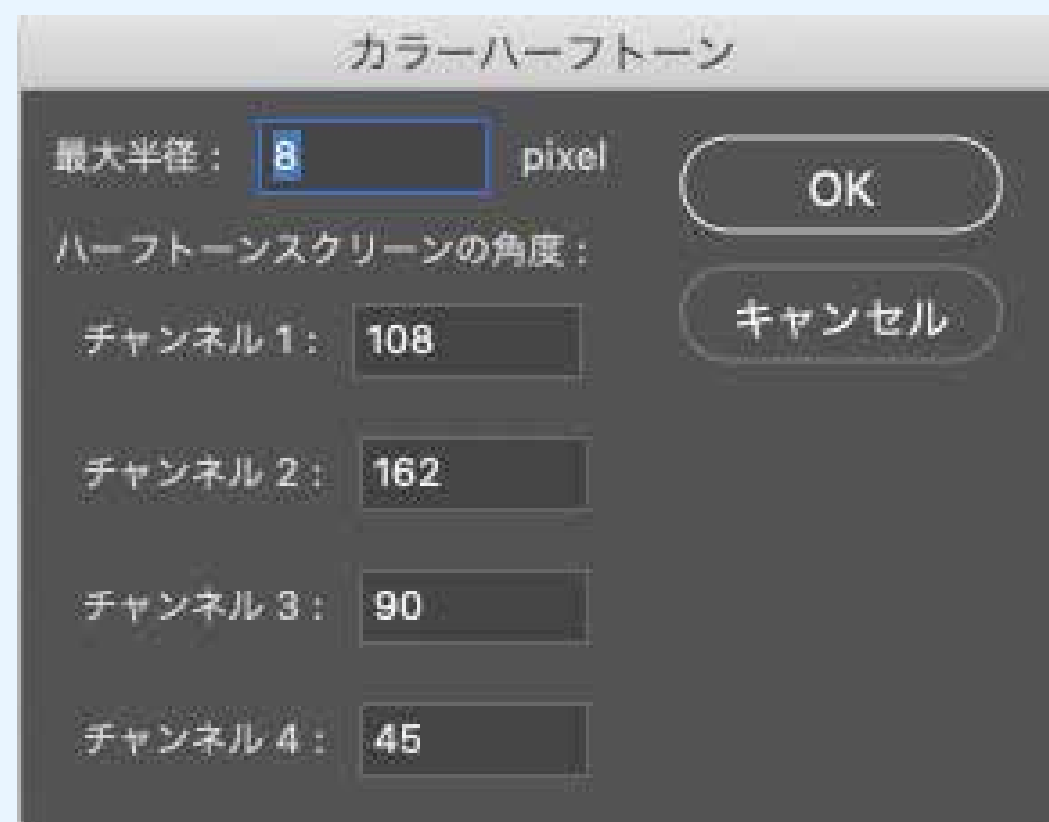 カラーハーフトーン
最大半径： 8 pixel
OK
ハーフトーンスクリーンの角度：
キャンセル
チャンネル 1： 108
チャンネル 2： 162
チャンネル 3： 90
チャンネル 4： 45